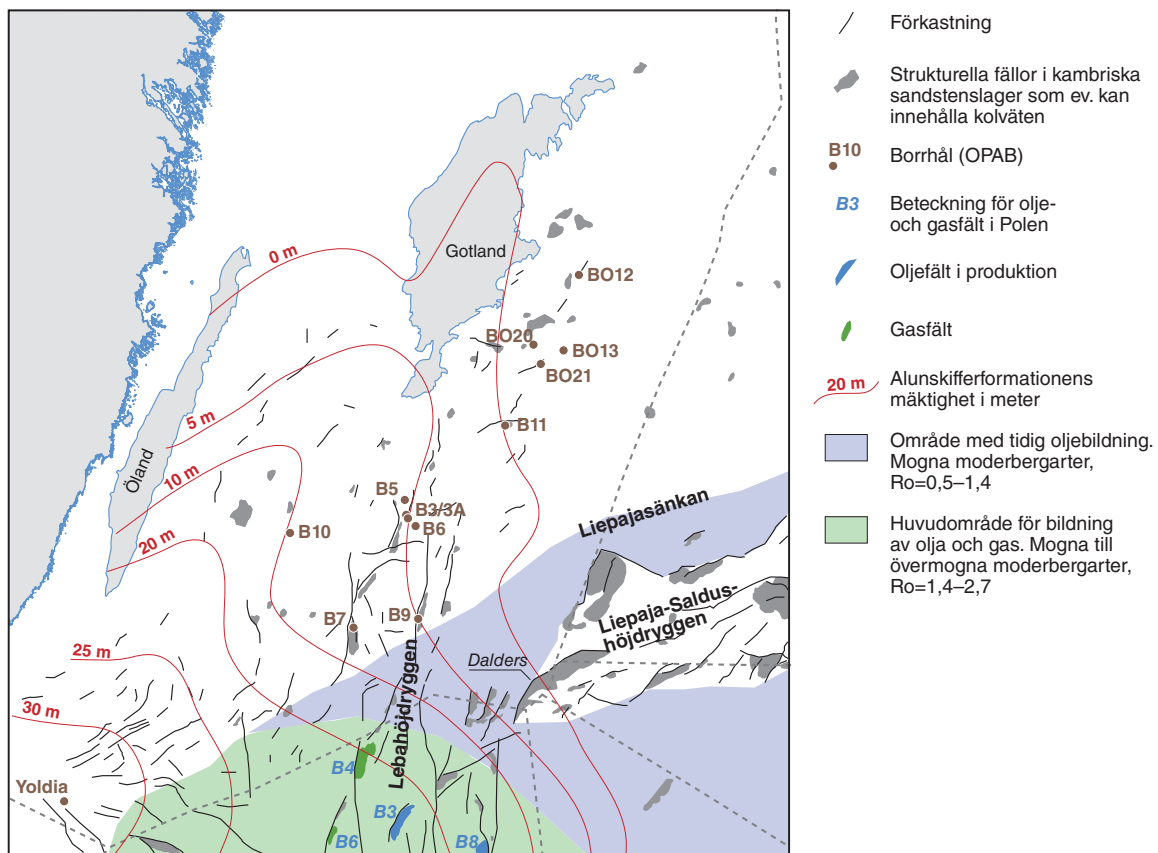 0 m
Gotland
BO12
BO20
BO13
BO21
5 m
B11
Öland
10 m
B5
B3/3A
B6
B10
Liepajasänkan
20 m
Liepaja-Saldus-
höjdryggen
B7
B9
Dalders
25 m
Lebahöjdryggen
30 m
B4
Yoldia
B3
B6
B8
Förkastning
Strukturella fällor i kambriska
sandstenslager som ev. kan
innehålla kolväten
B10
Borrhål (OPAB)
B3
Beteckning för olje-
och gasfält i Polen
Oljefält i produktion
Gasfält
20 m
Alunskifferformationens
mäktighet i meter
Område med tidig oljebildning.
Mogna moderbergarter,
Ro=0,5–1,4
Huvudområde för bildning
av olja och gas. Mogna till
övermogna moderbergarter,
Ro=1,4–2,7